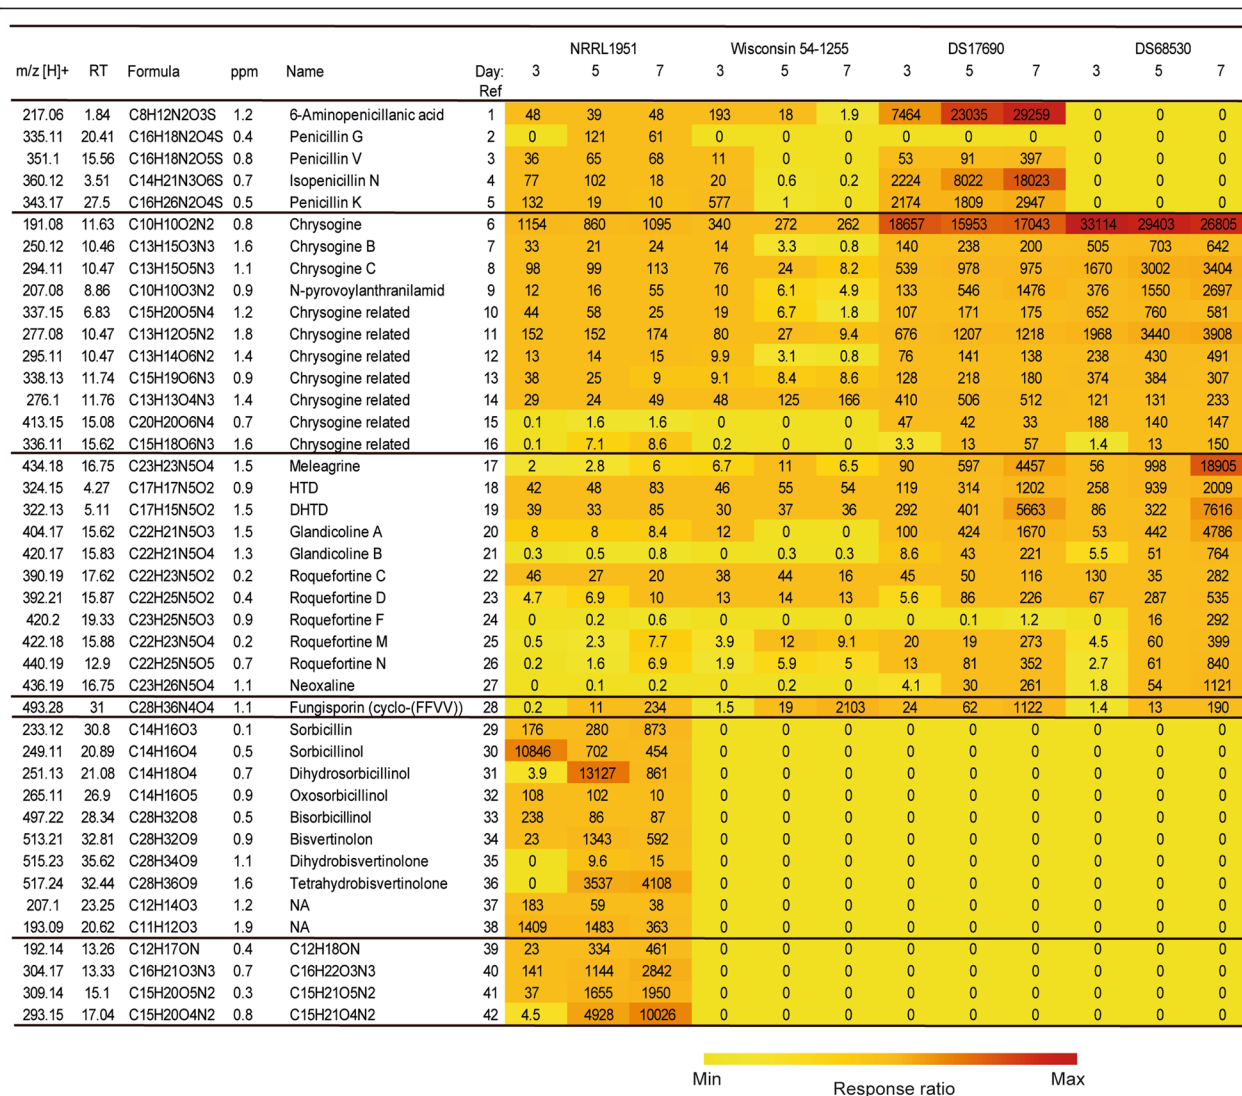 NRRL1951 Wisconsin 54-1255 DS17690 DS68530
m/z [H]+ RT Formula ppm Name Day: 3 5 7 3 5 7 3 5 7 3 5 7
Ref
217.06 1.84 C8H12N2O3S 1.2 6-Aminopenicillanic acid 1 48 39 48 193 18 1.9 7464 23035 29259 0 0 0
335.11 20.41 C16H18N2O4S 0.4 Penicillin G 2 0 121 61 0 0 0 0 0 0 0 0 0
351.1 15.56 C16H18N2O5S 0.8 Penicillin V 3 36 65 68 11 0 0 53 91 397 0 0 0
360.12 3.51 C14H21N3O6S 0.7 Isopenicillin N 4 77 102 18 20 0.6 0.2 2224 8022 18023 0 0 0
343.17 27.5 C16H26N2O4S 0.5 Penicillin K 5 132 19 10 577 1 0 2174 1809 2947 0 0 0
191.08 11.63 C10H10O2N2 0.8 Chrysogine 6 1154 860 1095 340 272 262 18657 15953 17043 33114 29403 26805
250.12 10.46 C13H15O3N3 1.6 Chrysogine B 7 33 21 24 14 3.3 0.8 140 238 200 505 703 642
294.11 10.47 C13H15O5N3 1.1 Chrysogine C 8 98 99 113 76 24 8.2 539 978 975 1670 3002 3404
207.08 8.86 C10H10O3N2 0.9 N-pyrovoylanthranilamid 9 12 16 55 10 6.1 4.9 133 546 1476 376 1550 2697
337.15 6.83 C15H20O5N4 1.2 Chrysogine related 10 44 58 25 19 6.7 1.8 107 171 175 652 760 581
277.08 10.47 C13H12O5N2 1.8 Chrysogine related 11 152 152 174 80 27 9.4 676 1207 1218 1968 3440 3908
295.11 10.47 C13H14O6N2 1.4 Chrysogine related 12 13 14 15 9.9 3.1 0.8 76 141 138 238 430 491
338.13 11.74 C15H19O6N3 0.9 Chrysogine related 13 38 25 9 9.1 8.4 8.6 128 218 180 374 384 307
276.1 11.76 C13H13O4N3 1.4 Chrysogine related 14 29 24 49 48 125 166 410 506 512 121 131 233
413.15 15.08 C20H20O6N4 0.7 Chrysogine related 15 0.1 1.6 1.6 0 0 0 47 42 33 188 140 147
336.11 15.62 C15H18O6N3 1.6 Chrysogine related 16 0.1 7.1 8.6 0.2 0 0 3.3 13 57 1.4 13 150
434.18 16.75 C23H23N5O4 1.5 Meleagrine 17 2 2.8 6 6.7 11 6.5 90 597 4457 56 998 18905
324.15 4.27 C17H17N5O2 0.9 HTD 18 42 48 83 46 55 54 119 314 1202 258 939 2009
322.13 5.11 C17H15N5O2 1.5 DHTD 19 39 33 85 30 37 36 292 401 5663 86 322 7616
404.17 15.62 C22H21N5O3 1.5 Glandicoline A 20 8 8 8.4 12 0 0 100 424 1670 53 442 4786
420.17 15.83 C22H21N5O4 1.3 Glandicoline B 21 0.3 0.5 0.8 0 0.3 0.3 8.6 43 221 5.5 51 764
390.19 17.62 C22H23N5O2 0.2 Roquefortine C 22 46 27 20 38 44 16 45 50 116 130 35 282
392.21 15.87 C22H25N5O2 0.4 Roquefortine D 23 4.7 6.9 10 13 14 13 5.6 86 226 67 287 535
420.2 19.33 C23H25N5O3 0.9 Roquefortine F 24 0 0.2 0.6 0 0 0 0 0.1 1.2 0 16 292
422.18 15.88 C22H23N5O4 0.2 Roquefortine M 25 0.5 2.3 7.7 3.9 12 9.1 20 19 273 4.5 60 399
440.19 12.9 C22H25N5O5 0.7 Roquefortine N 26 0.2 1.6 6.9 1.9 5.9 5 13 81 352 2.7 61 840
436.19 16.75 C23H26N5O4 1.1 Neoxaline 27 0 0.1 0.2 0 0.2 0 4.1 30 261 1.8 54 1121
493.28 31 C28H36N4O4 1.1 Fungisporin (cyclo-(FFVV)) 28 0.2 11 234 1.5 19 2103 24 62 1122 1.4 13 190
233.12 30.8 C14H16O3 0.1 Sorbicillin 29 176 280 873 0 0 0 0 0 0 0 0 0
249.11 20.89 C14H16O4 0.5 Sorbicillinol 30 10846 702 454 0 0 0 0 0 0 0 0 0
251.13 21.08 C14H18O4 0.7 Dihydrosorbicillinol 31 3.9 13127 861 0 0 0 0 0 0 0 0 0
265.11 26.9 C14H16O5 0.9 Oxosorbicillinol 32 108 102 10 0 0 0 0 0 0 0 0 0
497.22 28.34 C28H32O8 0.5 Bisorbicillinol 33 238 86 87 0 0 0 0 0 0 0 0 0
513.21 32.81 C28H32O9 0.9 Bisvertinolon 34 23 1343 592 0 0 0 0 0 0 0 0 0
515.23 35.62 C28H34O9 1.1 Dihydrobisvertinolone 35 0 9.6 15 0 0 0 0 0 0 0 0 0
517.24 32.44 C28H36O9 1.6 Tetrahydrobisvertinolone 36 0 3537 4108 0 0 0 0 0 0 0 0 0
207.1 23.25 C12H14O3 1.2 NA 37 183 59 38 0 0 0 0 0 0 0 0 0
193.09 20.62 C11H12O3 1.9 NA 38 1409 1483 363 0 0 0 0 0 0 0 0 0
192.14 13.26 C12H17ON 0.4 C12H18ON 39 23 334 461 0 0 0 0 0 0 0 0 0
304.17 13.33 C16H21O3N3 0.7 C16H22O3N3 40 141 1144 2842 0 0 0 0 0 0 0 0 0
309.14 15.1 C15H20O5N2 0.3 C15H21O5N2 41 37 1655 1950 0 0 0 0 0 0 0 0 0
293.15 17.04 C15H20O4N2 0.8 C15H21O4N2 42 4.5 4928 10026 0 0 0 0 0 0 0 0 0
Min Max
Response ratio